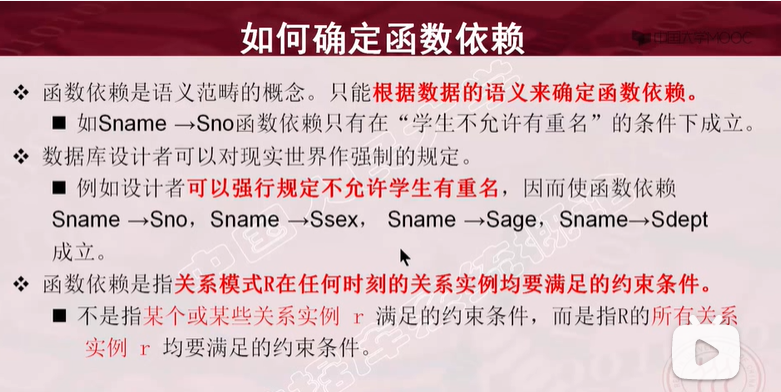 如何确定函数依赖
中国大学MOOC
❖ 函数依赖是语义范畴的概念。只能根据数据的语义来确定函数依赖。
■ 如Sname →Sno函数依赖只有在“学生不允许有重名”的条件下成立。
❖ 数据库设计者可以对现实世界作强制的规定。
■ 例如设计者可以强行规定不允许学生有重名，因而使函数依赖
Sname →Sno，Sname →Ssex， Sname →Sage，Sname→Sdept
成立。
❖ 函数依赖是指关系模式R在任何时刻的关系实例均要满足的约束条件。
■ 不是指某个或某些关系实例 r 满足的约束条件，而是指R的所有关系
实例 r 均要满足的约束条件。